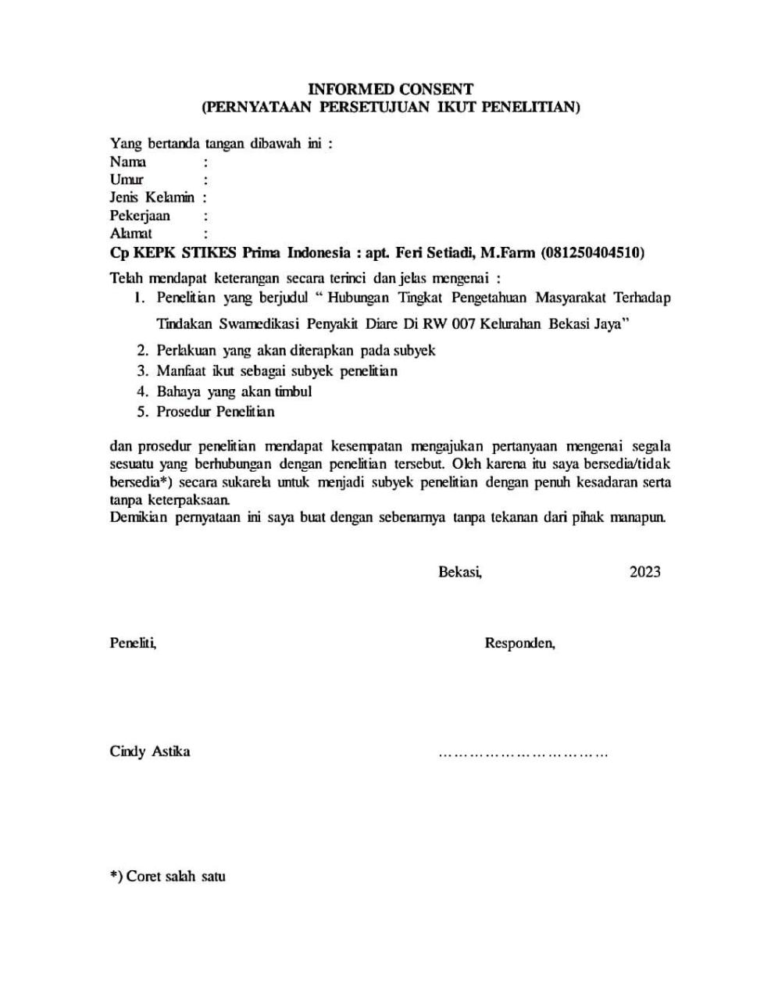 INFORMED CONSENT
(PERNYATAAN PERSETUJUAN IKUT PENELITIAN)
Yang bertanda tangan dibawah ini :
Nama :
Umur :
Jenis Kelamin :
Pekerjaan :
Alamat :
Cp KEPK STIKES Prima Indonesia : apt. Feri Setiadi, M.Farm (081250404510)
Telah mendapat keterangan secara terinci dan jelas mengenai :
1. Penelitian yang berjudul “ Hubungan Tingkat Pengetahuan Masyarakat Terhadap
Tindakan Swamedikasi Penyakit Diare Di RW 007 Kelurahan Bekasi Jaya”
2. Perlakuan yang akan diterapkan pada subyek
3. Manfaat ikut sebagai subyek penelitian
4. Bahaya yang akan timbul
5. Prosedur Penelitian
dan prosedur penelitian mendapat kesempatan mengajukan pertanyaan mengenai segala
sesuatu yang berhubungan dengan penelitian tersebut. Oleh karena itu saya bersedia/tidak
bersedia*) secara sukarela untuk menjadi subyek penelitian dengan penuh kesadaran serta
tanpa keterpaksaan.
Demikian pernyataan ini saya buat dengan sebenarnya tanpa tekanan dari pihak manapun.
Bekasi, 2023
Peneliti, Responden,
Cindy Astika ……………………………
*) Coret salah satu